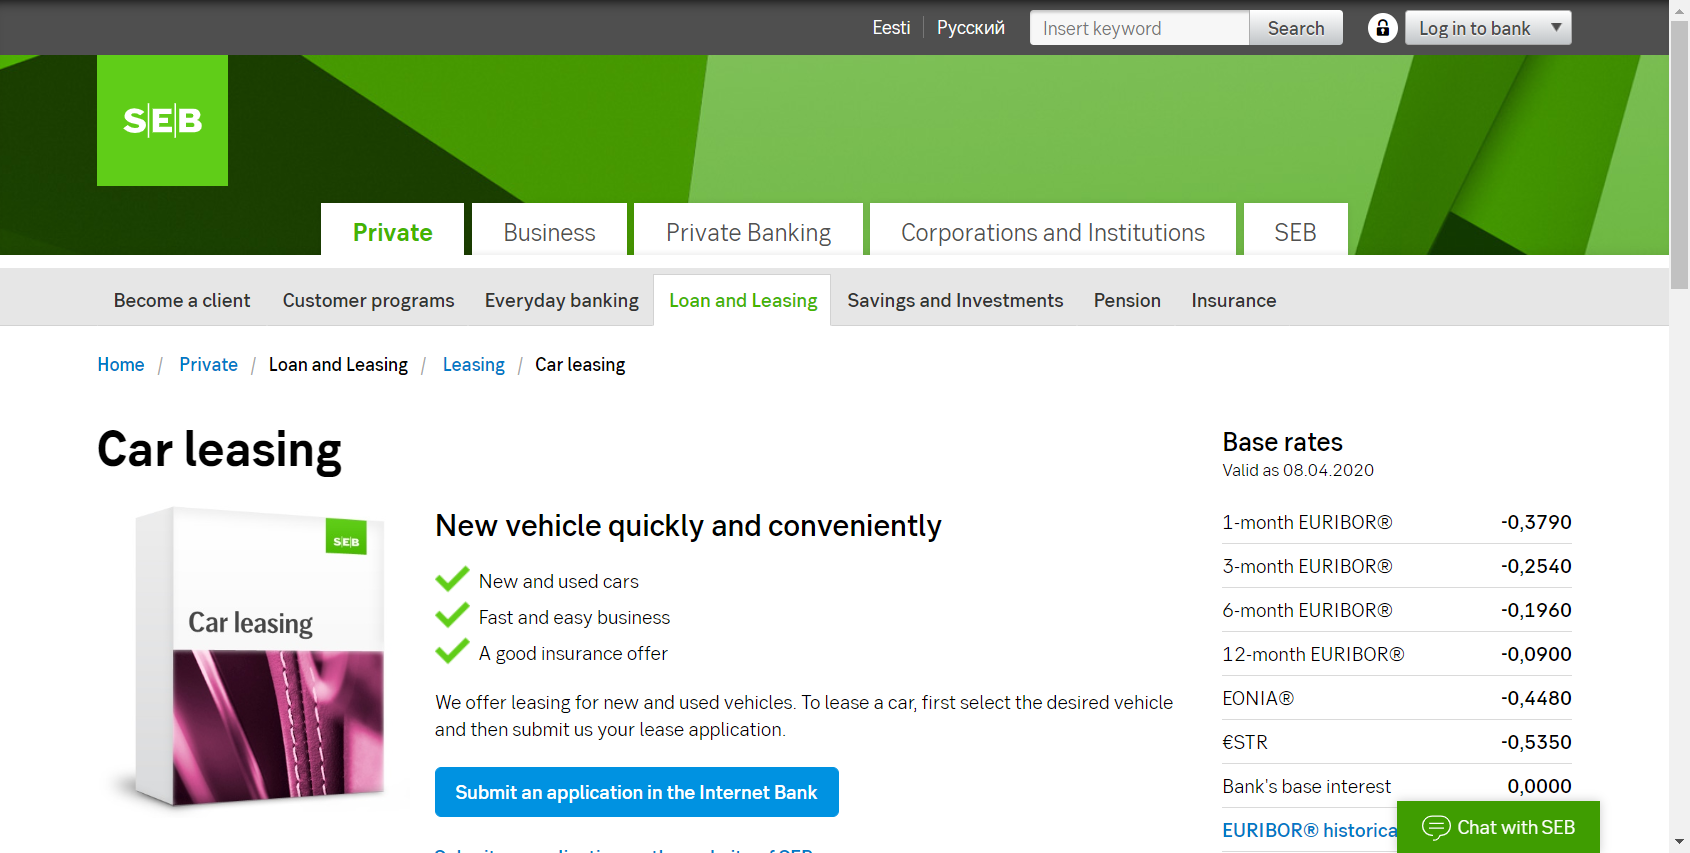 Eesti Русский Insert keyword Search Log in to bank
S|E|B
Private Business Private Banking Corporations and Institutions SEB
Become a client Customer programs Everyday banking Loan and Leasing Savings and Investments Pension Insurance
Home / Private / Loan and Leasing / Leasing / Car leasing
Car leasing
S|E|B
Car leasing
New vehicle quickly and conveniently
New and used cars
Fast and easy business
A good insurance offer
We offer leasing for new and used vehicles. To lease a car, first select the desired vehicle
and then submit us your lease application.
Submit an application in the Internet Bank
Base rates
Valid as 08.04.2020
1-month EURIBOR® -0,3790
3-month EURIBOR® -0,2540
6-month EURIBOR® -0,1960
12-month EURIBOR® -0,0900
EONIA® -0,4480
€STR -0,5350
Bank's base interest 0,0000
EURIBOR® historica
Chat with SEB